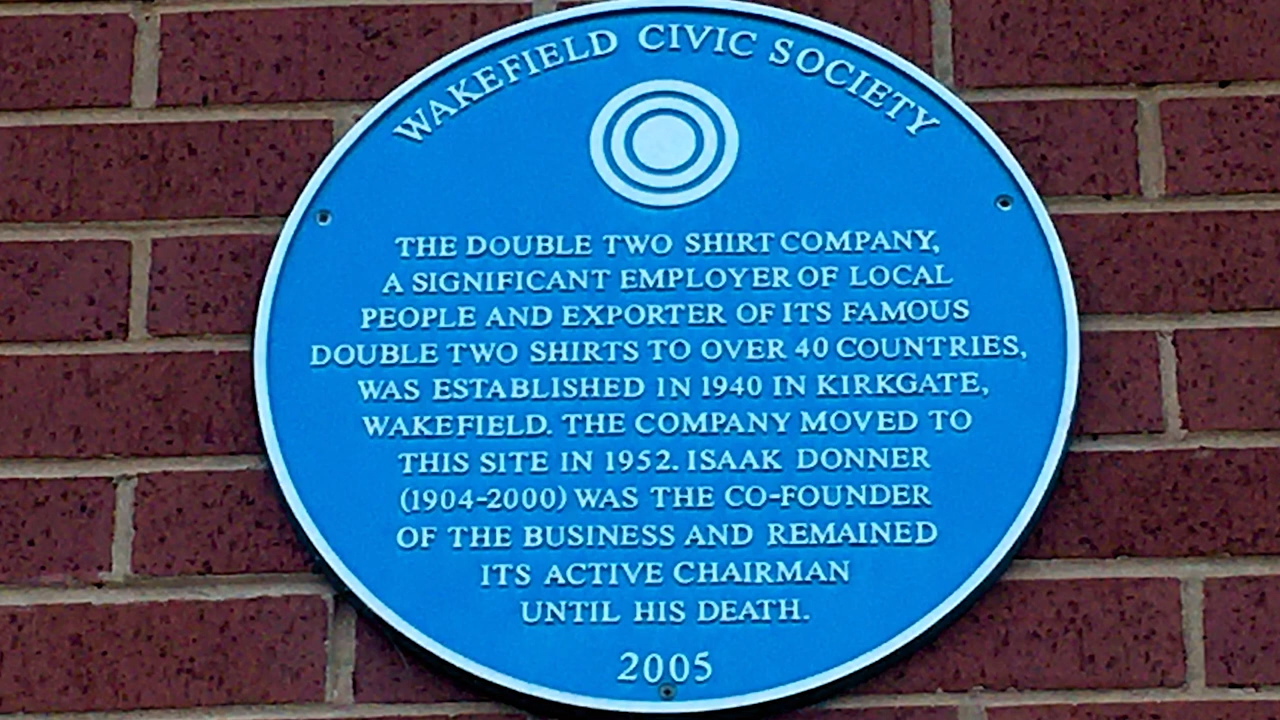 WAKEFIELD CIVIC SOCIETY
THE DOUBLE TWO SHIRT COMPANY,
A SIGNIFICANT EMPLOYER OF LOCAL
PEOPLE AND EXPORTER OF ITS FAMOUS
DOUBLE TWO SHIRTS TO OVER 40 COUNTRIES,
WAS ESTABLISHED IN 1940 IN KIRKGATE,
WAKEFIELD. THE COMPANY MOVED TO
THIS SITE IN 1952. ISAAK DONNER
(1904-2000) WAS THE CO-FOUNDER
OF THE BUSINESS AND REMAINED
ITS ACTIVE CHAIRMAN
UNTIL HIS DEATH.
2005